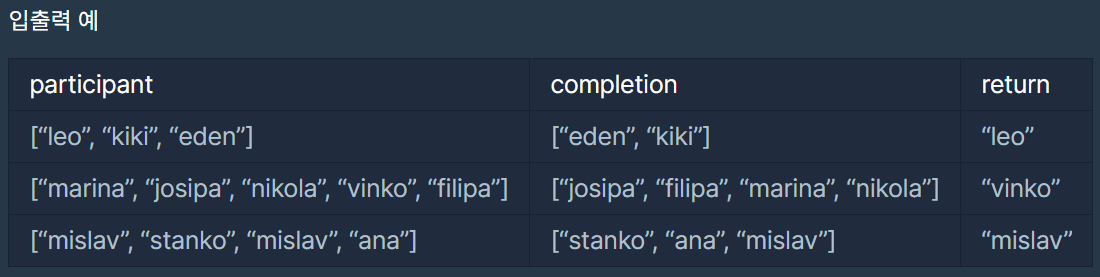 입출력 예
participant completion return
[“leo”, “kiki”, “eden”] [“eden”, “kiki”] “leo”
[“marina”, “josipa”, “nikola”, “vinko”, “filipa”] [“josipa”, “filipa”, “marina”, “nikola”] “vinko”
[“mislav”, “stanko”, “mislav”, “ana”] [“stanko”, “ana”, “mislav”] “mislav”